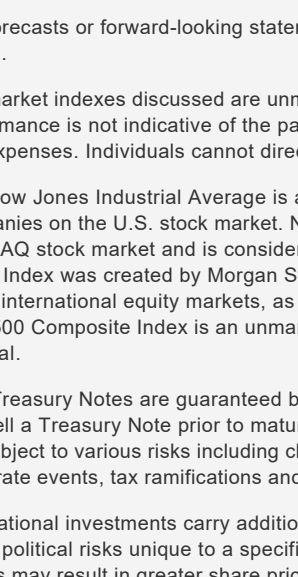 orecasts or forward-looking stater
.
narket indexes discussed are unm
mance is not indicative of the pa
xpenses. Individuals cannot direc
ow Jones Industrial Average is a
anies on the U.S. stock market. N
AQ stock market and is consider
Index was created by Morgan S
international equity markets, as
500 Composite Index is an unmar
al.
Treasury Notes are guaranteed b
ell a Treasury Note prior to matu
bject to various risks including cl
rate events, tax ramifications and
ational investments carry additio
political risks unique to a specifi
s may result in greater share pric